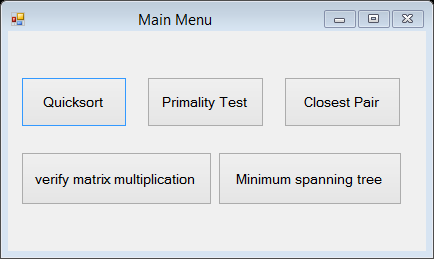 Main Menu
Quicksort
Primality Test
Closest Pair
verify matrix multiplication
Minimum spanning tree